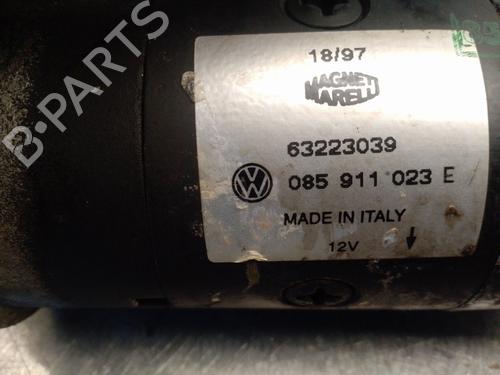 18/97
MAGNETI
MARELLI
63223039
085 911 023 E
MADE IN ITALY
12V
B-PARTS